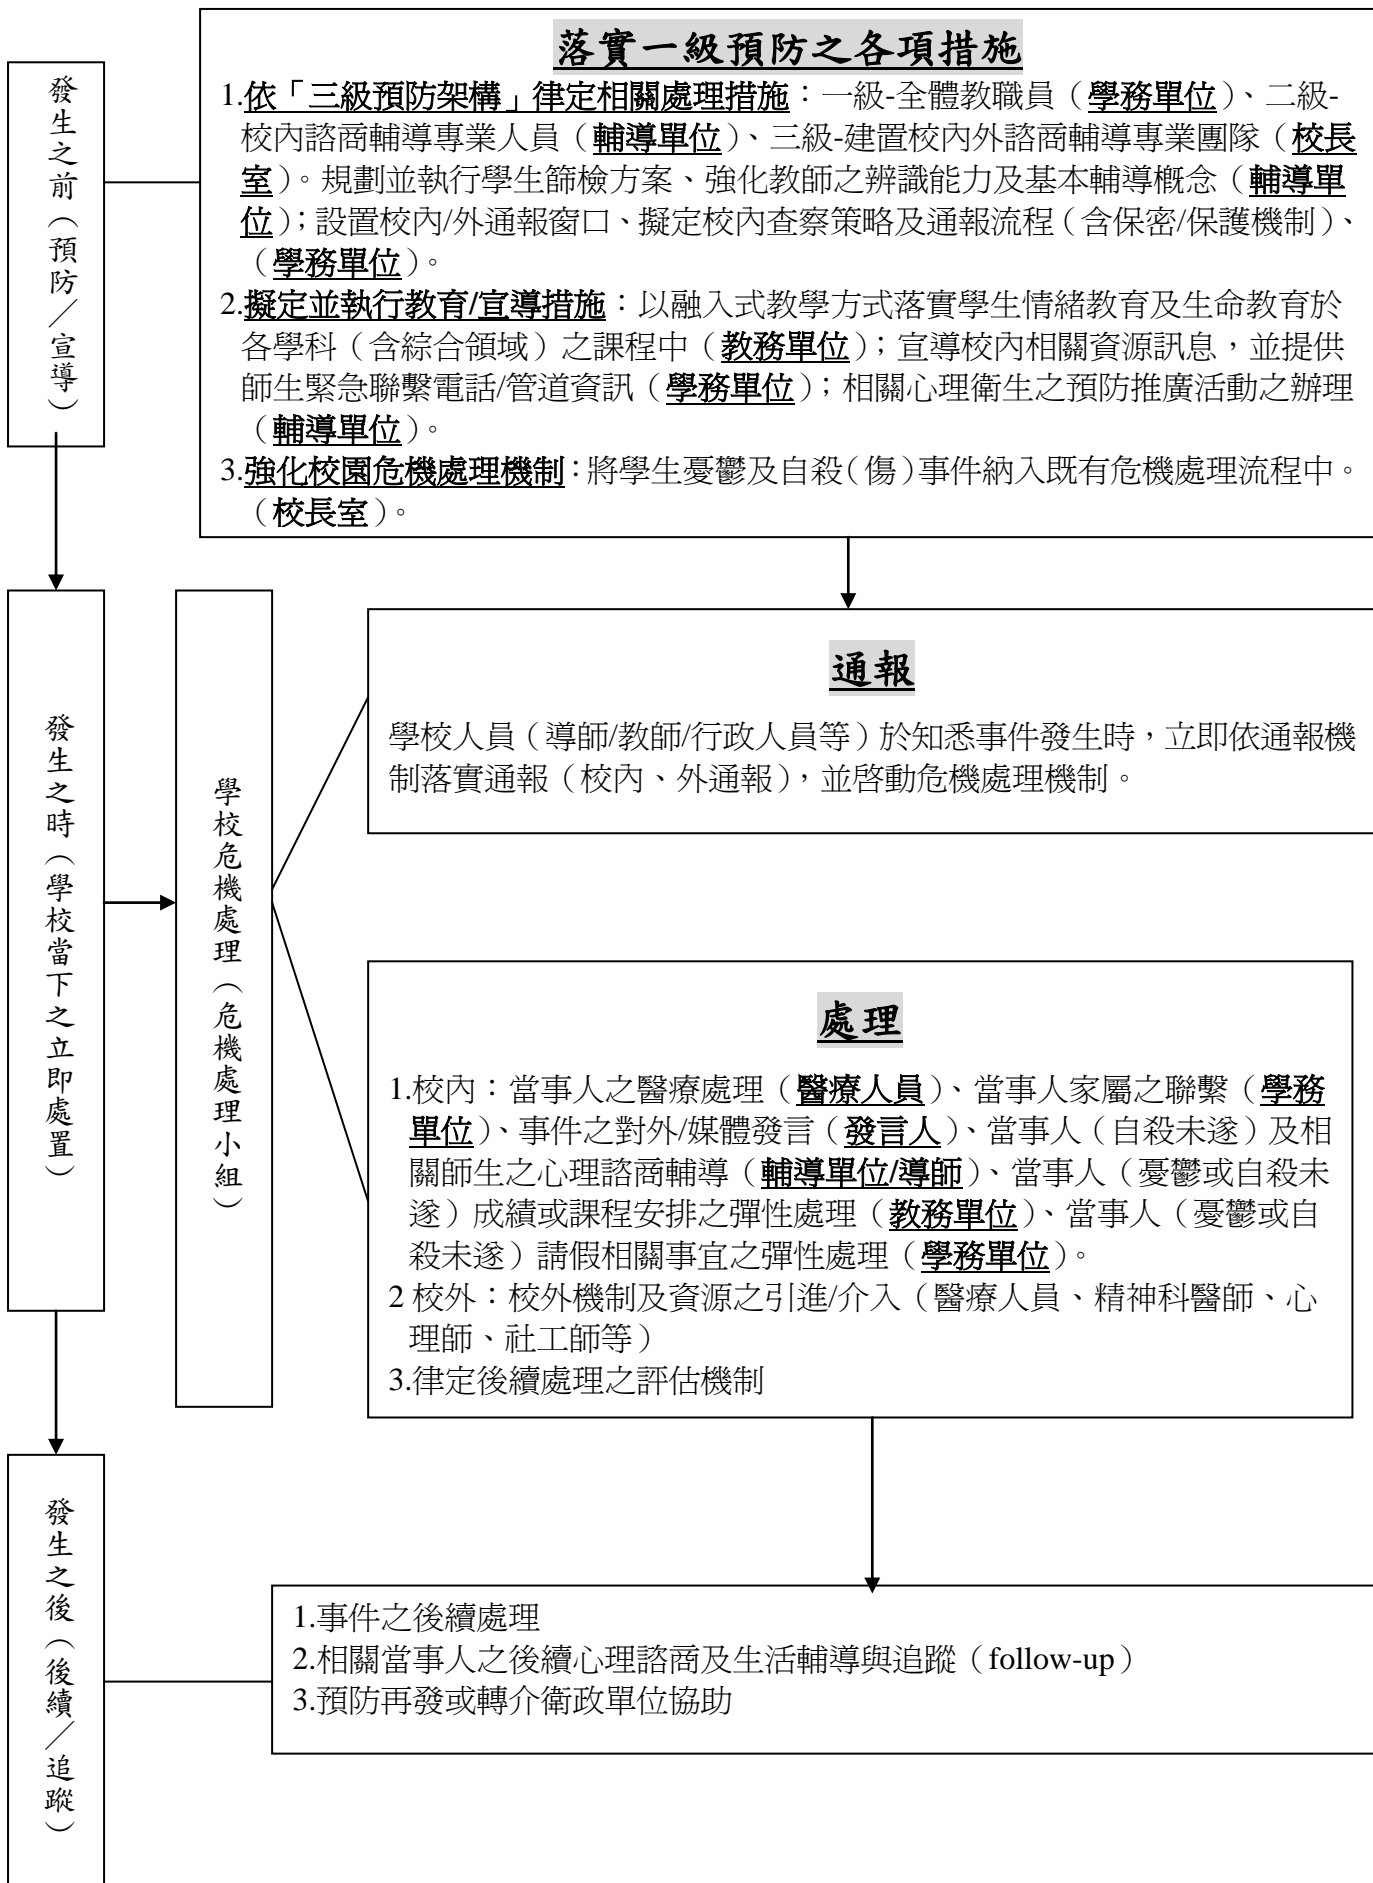 發生之前（預防／宣導）
落實一級預防之各項措施
1.依「三級預防架構」律定相關處理措施：一級-全體教職員（學務單位）、二級-
校內諮商輔導專業人員（輔導單位）、三級-建置校內外諮商輔導專業團隊（校長
室）。規劃並執行學生篩檢方案、強化教師之辨識能力及基本輔導概念（輔導單
位）；設置校內/外通報窗口、擬定校內查察策略及通報流程（含保密/保護機制）、
（學務單位）。
2.擬定並執行教育/宣導措施：以融入式教學方式落實學生情緒教育及生命教育於
各學科（含綜合領域）之課程中（教務單位）；宣導校內相關資源訊息，並提供
師生緊急聯繫電話/管道資訊（學務單位）；相關心理衛生之預防推廣活動之辦理
（輔導單位）。
3.強化校園危機處理機制：將學生憂鬱及自殺（傷）事件納入既有危機處理流程中。
（校長室）。
發生之時（學校當下之立即處置）
學校危機處理（危機處理小組）
通報
學校人員（導師/教師/行政人員等）於知悉事件發生時，立即依通報機
制落實通報（校內、外通報），並啟動危機處理機制。
處理
1.校內：當事人之醫療處理（醫療人員）、當事人家屬之聯繫（學務
單位）、事件之對外/媒體發言（發言人）、當事人（自殺未遂）及相
關師生之心理諮商輔導（輔導單位/導師）、當事人（憂鬱或自殺未
遂）成績或課程安排之彈性處理（教務單位）、當事人（憂鬱或自
殺未遂）請假相關事宜之彈性處理（學務單位）。
2 校外：校外機制及資源之引進/介入（醫療人員、精神科醫師、心
理師、社工師等）
3.律定後續處理之評估機制
發生之後（後續／追蹤）
1.事件之後續處理
2.相關當事人之後續心理諮商及生活輔導與追蹤（follow-up）
3.預防再發或轉介衛政單位協助